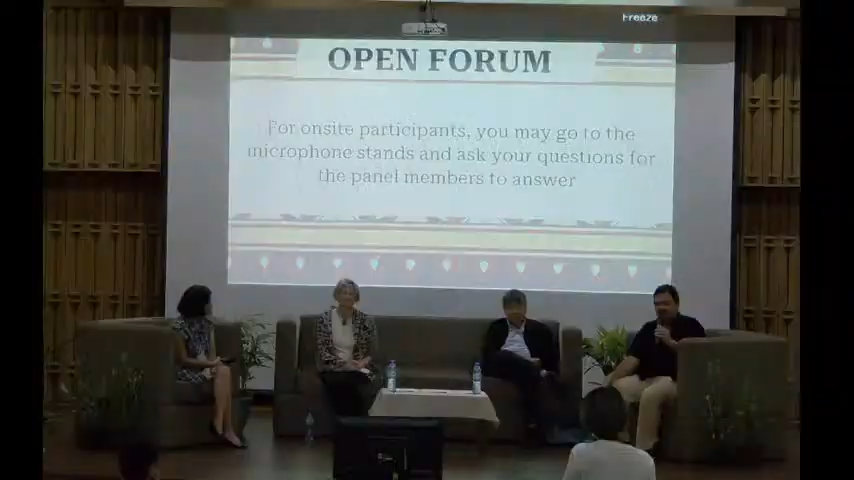 Freeze
OPEN FORUM
For onsite participants, you may go to the
microphone stands and ask your questions for
the panel members to answer